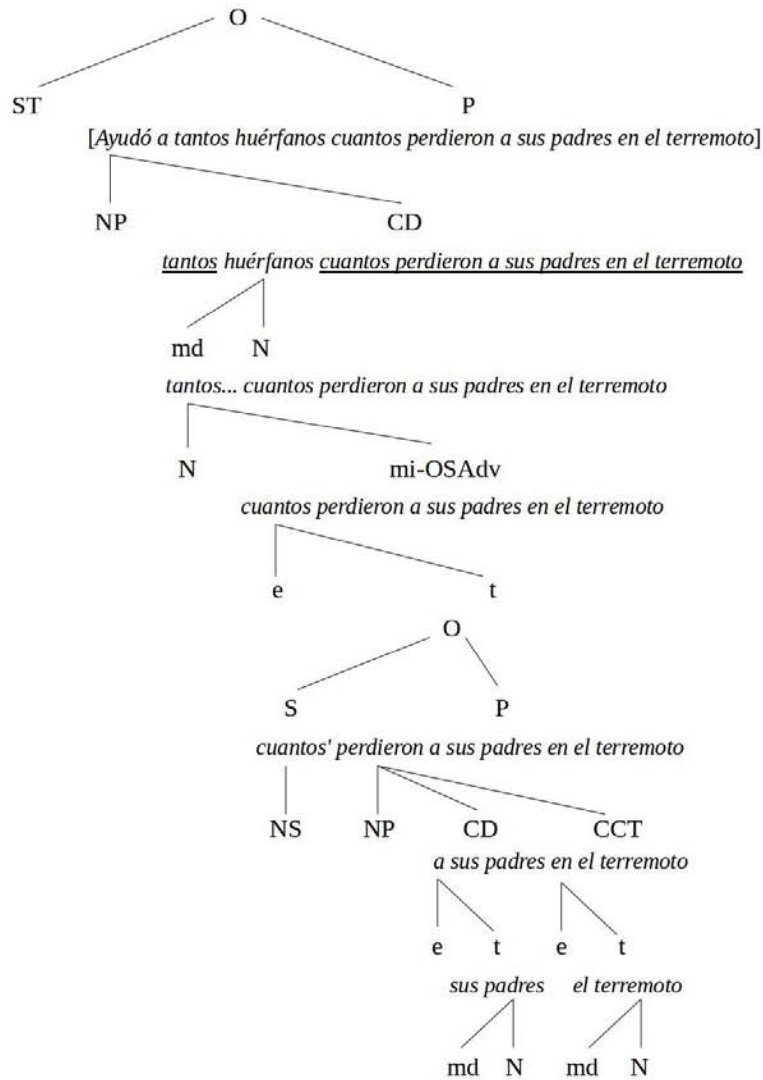 O
ST P
[Ayudó a tantos huérfanos cuantos perdieron a sus padres en el terremoto]
NP CD
tantos huérfanos cuantos perdieron a sus padres en el terremoto
md N
tantos... cuantos perdieron a sus padres en el terremoto
N mi-OSAdv
cuantos perdieron a sus padres en el terremoto
e t
O
S P
cuantos' perdieron a sus padres en el terremoto
NS NP CD CCT
a sus padres en el terremoto
e t e t
sus padres el terremoto
md N md N